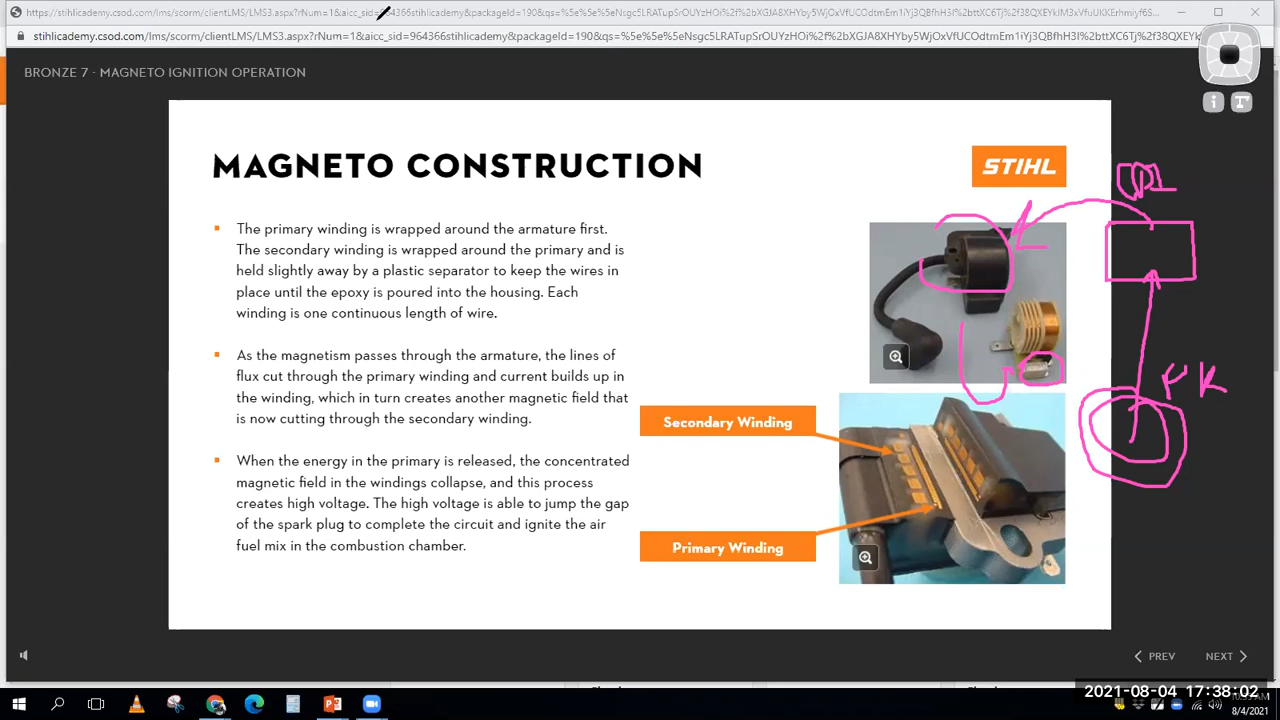 BRONZE 7 - MAGNETO IGNITION OPERATION
MAGNETO CONSTRUCTION
STIHL
The primary winding is wrapped around the armature first.
The secondary winding is wrapped around the primary and is
held slightly away by a plastic separator to keep the wires in
place until the epoxy is poured into the housing. Each
winding is one continuous length of wire.
As the magnetism passes through the armature, the lines of
flux cut through the primary winding and current builds up in
the winding, which in turn creates another magnetic field that
is now cutting through the secondary winding.
When the energy in the primary is released, the concentrated
magnetic field in the windings collapse, and this process
creates high voltage. The high voltage is able to jump the gap
of the spark plug to complete the circuit and ignite the air
fuel mix in the combustion chamber.
Secondary Winding
Primary Winding
PREV
NEXT
2021-08-04 17:38:02
8/4/2021